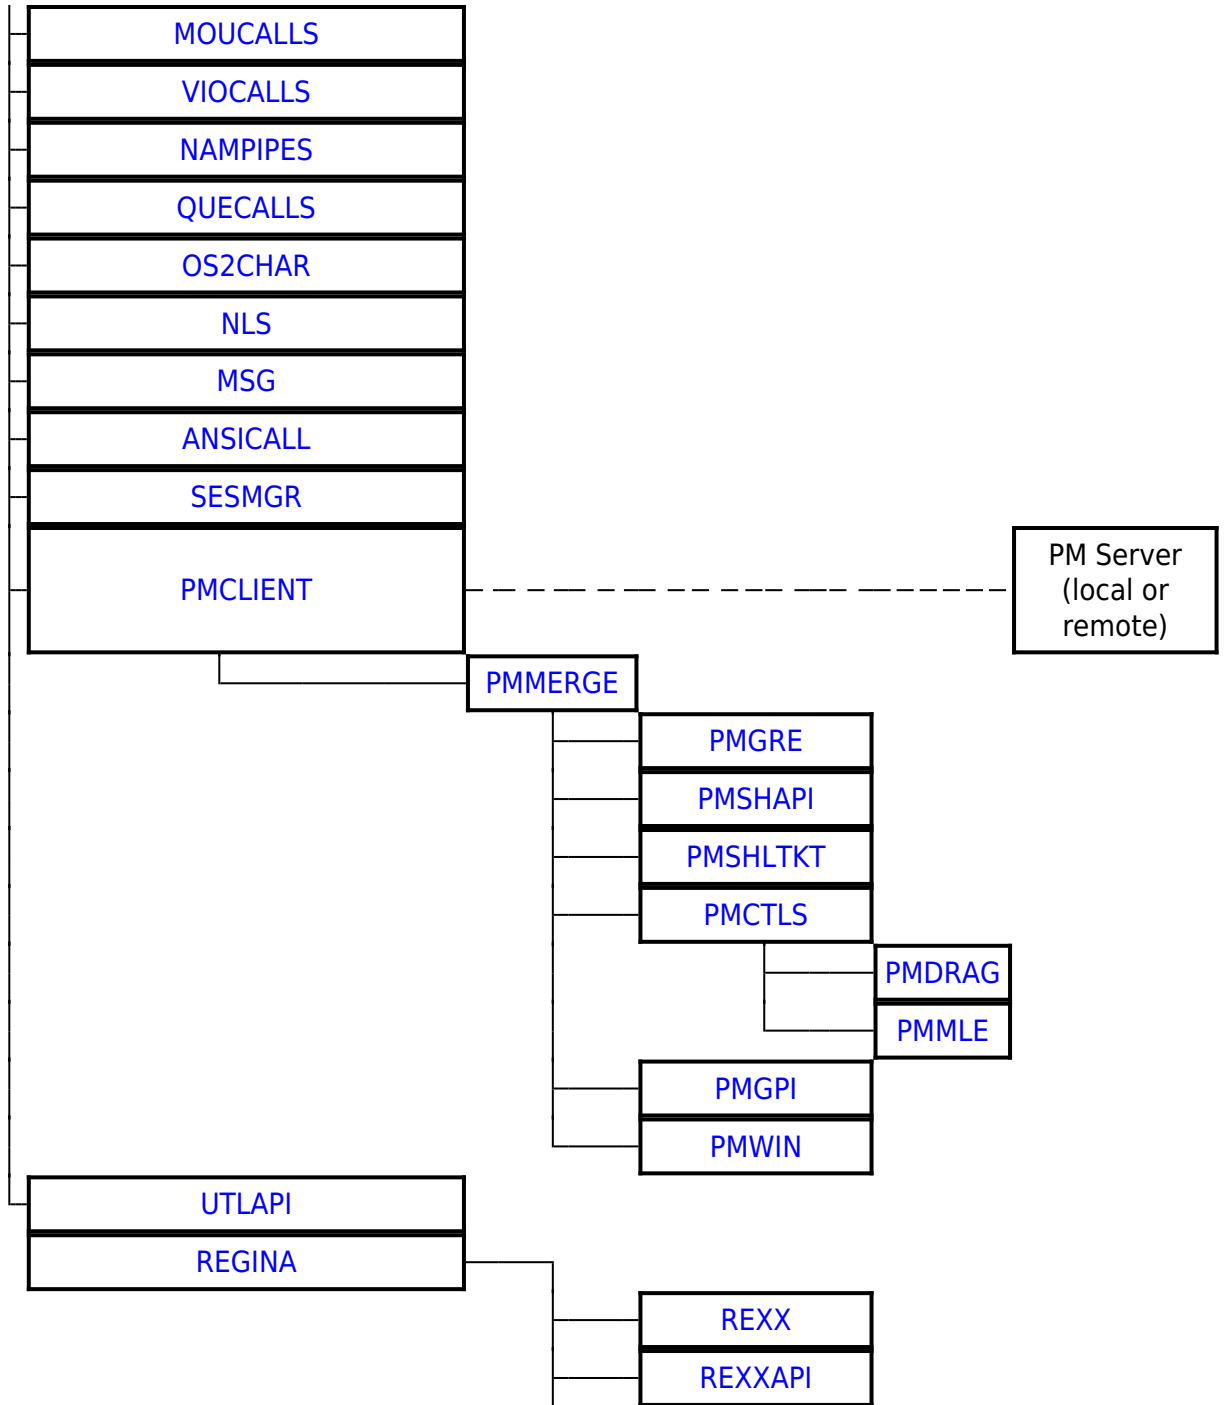 MOUCALLS
VIOCALLS
NAMPIPES
QUECALLS
OS2CHAR
NLS
MSG
ANSICALL
SESMGR
PMCLIENT
PM Server
(local or
remote)
PMMERGE
PMGRE
PMSHAPI
PMSHLTKT
PMCTLS
PMDRAG
PMMLE
PMGPI
PMWIN
UTLAPI
REGINA
REXX
REXXAPI